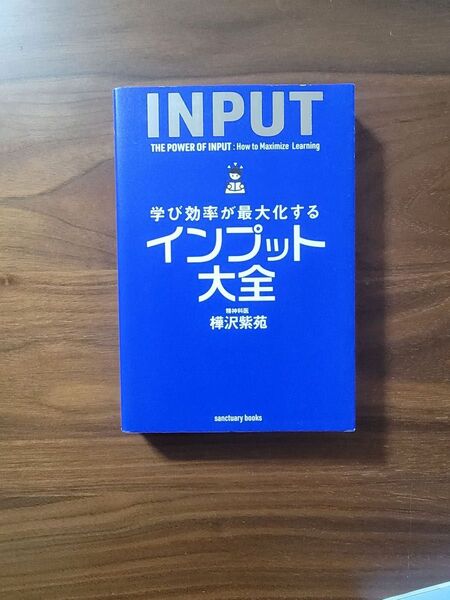 INPUT
THE POWER OF INPUT : How to Maximize Learning
学び効率が最大化する
インプット
大全
精神科医
樺沢紫苑
sanctuary books